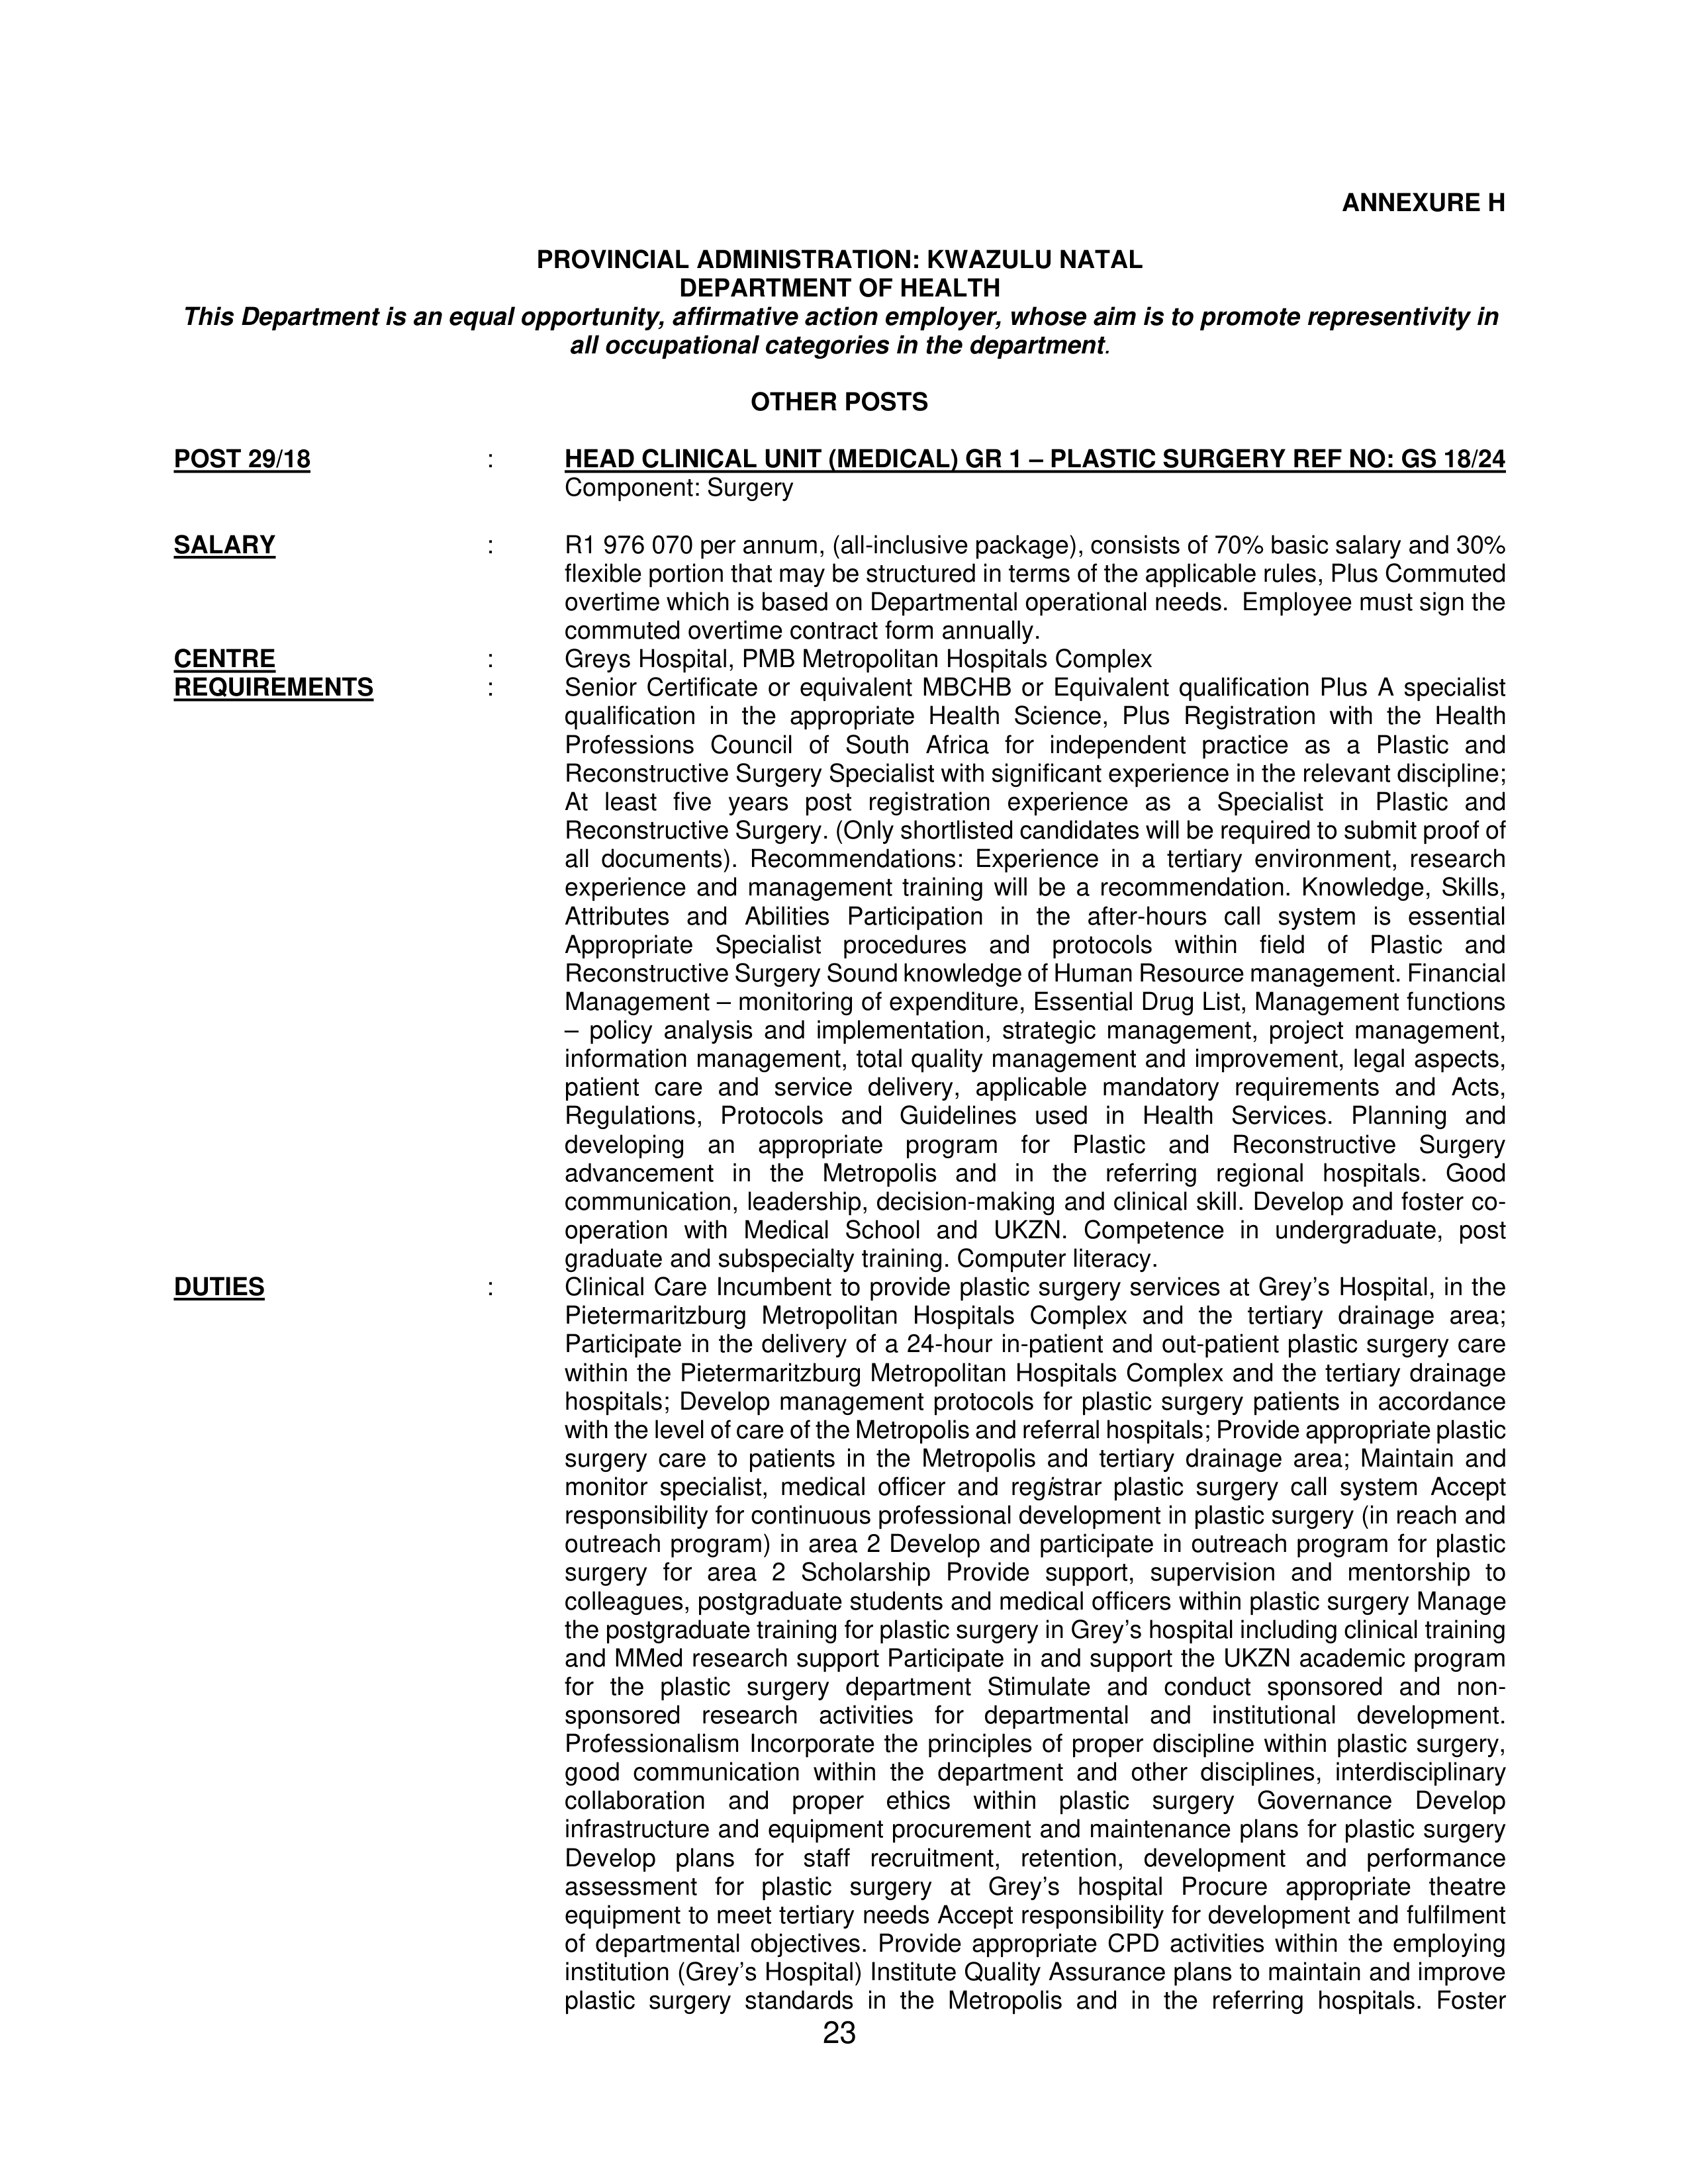 ANNEXURE H
PROVINCIAL ADMINISTRATION: KWAZULU NATAL
DEPARTMENT OF HEALTH
This Department is an equal opportunity, affirmative action employer, whose aim is to promote representivity in
all occupational categories in the department.
OTHER POSTS
POST 29/18 : HEAD CLINICAL UNIT (MEDICAL) GR 1 – PLASTIC SURGERY REF NO: GS 18/24
Component: Surgery
SALARY : R1 976 070 per annum, (all-inclusive package), consists of 70% basic salary and 30%
flexible portion that may be structured in terms of the applicable rules, Plus Commuted
overtime which is based on Departmental operational needs. Employee must sign the
commuted overtime contract form annually.
CENTRE : Greys Hospital, PMB Metropolitan Hospitals Complex
REQUIREMENTS : Senior Certificate or equivalent MBCHB or Equivalent qualification Plus A specialist
qualification in the appropriate Health Science, Plus Registration with the Health
Professions Council of South Africa for independent practice as a Plastic and
Reconstructive Surgery Specialist with significant experience in the relevant discipline;
At least five years post registration experience as a Specialist in Plastic and
Reconstructive Surgery. (Only shortlisted candidates will be required to submit proof of
all documents). Recommendations: Experience in a tertiary environment, research
experience and management training will be a recommendation. Knowledge, Skills,
Attributes and Abilities Participation in the after-hours call system is essential
Appropriate Specialist procedures and protocols within field of Plastic and
Reconstructive Surgery Sound knowledge of Human Resource management. Financial
Management – monitoring of expenditure, Essential Drug List, Management functions
– policy analysis and implementation, strategic management, project management,
information management, total quality management and improvement, legal aspects,
patient care and service delivery, applicable mandatory requirements and Acts,
Regulations, Protocols and Guidelines used in Health Services. Planning and
developing an appropriate program for Plastic and Reconstructive Surgery
advancement in the Metropolis and in the referring regional hospitals. Good
communication, leadership, decision-making and clinical skill. Develop and foster co-
operation with Medical School and UKZN. Competence in undergraduate, post
graduate and subspecialty training. Computer literacy.
DUTIES : Clinical Care Incumbent to provide plastic surgery services at Grey’s Hospital, in the
Pietermaritzburg Metropolitan Hospitals Complex and the tertiary drainage area;
Participate in the delivery of a 24-hour in-patient and out-patient plastic surgery care
within the Pietermaritzburg Metropolitan Hospitals Complex and the tertiary drainage
hospitals; Develop management protocols for plastic surgery patients in accordance
with the level of care of the Metropolis and referral hospitals; Provide appropriate plastic
surgery care to patients in the Metropolis and tertiary drainage area; Maintain and
monitor specialist, medical officer and registrar plastic surgery call system Accept
responsibility for continuous professional development in plastic surgery (in reach and
outreach program) in area 2 Develop and participate in outreach program for plastic
surgery for area 2 Scholarship Provide support, supervision and mentorship to
colleagues, postgraduate students and medical officers within plastic surgery Manage
the postgraduate training for plastic surgery in Grey’s hospital including clinical training
and MMed research support Participate in and support the UKZN academic program
for the plastic surgery department Stimulate and conduct sponsored and non-
sponsored research activities for departmental and institutional development.
Professionalism Incorporate the principles of proper discipline within plastic surgery,
good communication within the department and other disciplines, interdisciplinary
collaboration and proper ethics within plastic surgery Governance Develop
infrastructure and equipment procurement and maintenance plans for plastic surgery
Develop plans for staff recruitment, retention, development and performance
assessment for plastic surgery at Grey’s hospital Procure appropriate theatre
equipment to meet tertiary needs Accept responsibility for development and fulfilment
of departmental objectives. Provide appropriate CPD activities within the employing
institution (Grey’s Hospital) Institute Quality Assurance plans to maintain and improve
plastic surgery standards in the Metropolis and in the referring hospitals. Foster
23